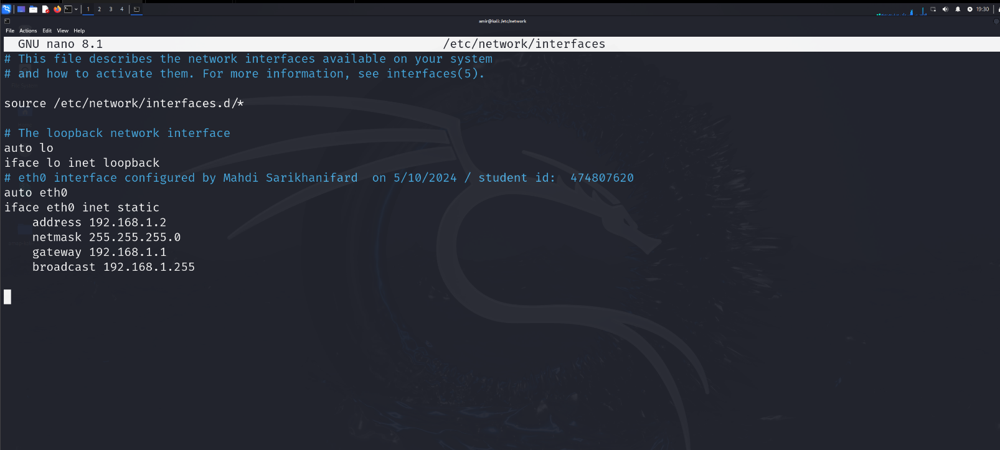 1 2 3 4 19:30
amir@kali: /etc/network
File Actions Edit View Help
GNU nano 8.1 /etc/network/interfaces
# This file describes the network interfaces available on your system
# and how to activate them. For more information, see interfaces(5).
source /etc/network/interfaces.d/*
# The loopback network interface
auto lo
iface lo inet loopback
# eth0 interface configured by Mahdi Sarikhanifard  on 5/10/2024 / student id:  474807620
auto eth0
iface eth0 inet static
    address 192.168.1.2
    netmask 255.255.255.0
    gateway 192.168.1.1
    broadcast 192.168.1.255